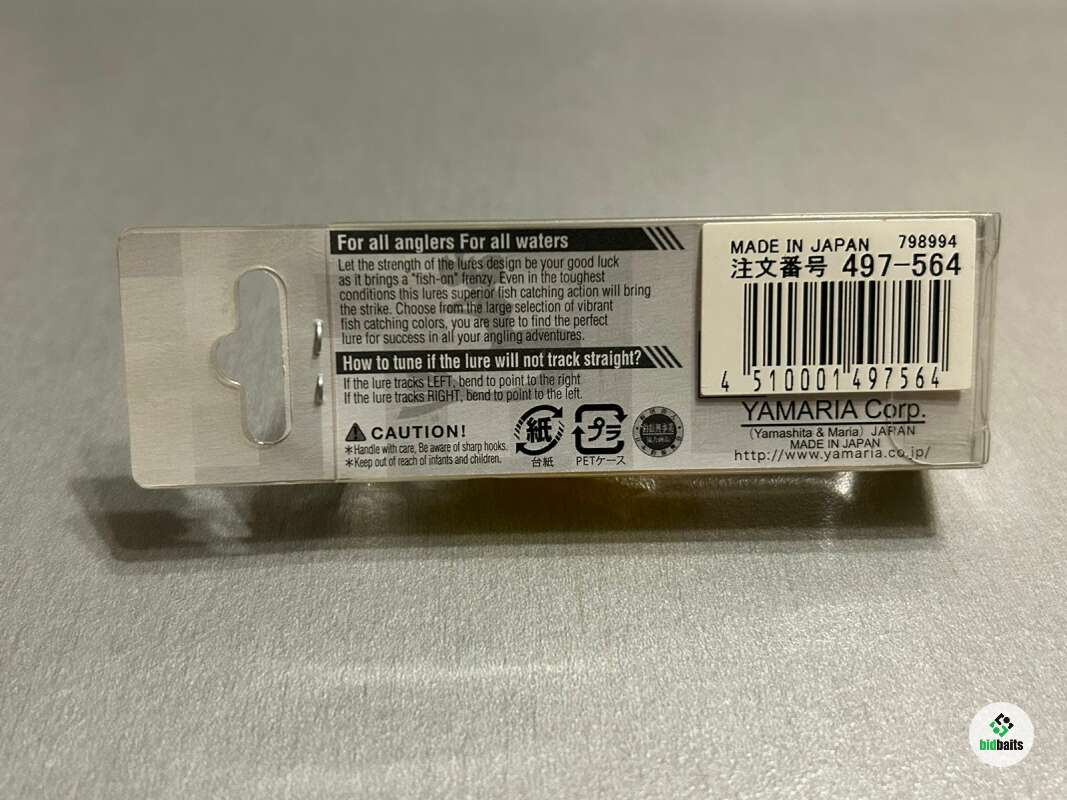 For all anglers For all waters
Let the strength of the lures design be your good luck
as it brings a "fish-on" frenzy. Even in the toughest
conditions this lures superior fish catching action will bring
the strike. Choose from the large selection of vibrant
fish catching colors, you are sure to find the perfect
lure for success in all your angling adventures.
How to tune if the lure will not track straight?
If the lure tracks LEFT, bend to point to the right
If the lure tracks RIGHT, bend to point to the left.
CAUTION!
*Handle with care, Be aware of sharp hooks.
*Keep out of reach of infants and children.
紙
台紙
プラ
PETケース
MADE IN JAPAN 798994
注文番号 497-564
4 510001 497564
YAMARIA Corp.
(Yamashita & Maria) JAPAN
MADE IN JAPAN
http://www.yamaria.co.jp/
bidbaits